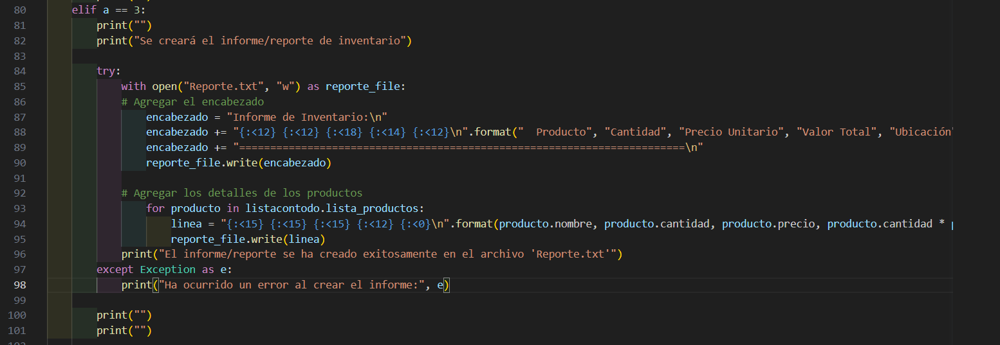 80 elif a == 3:
81 print("")
82 print("Se creará el informe/reporte de inventario")
83
84 try:
85 with open("Reporte.txt", "w") as reporte_file:
86 # Agregar el encabezado
87 encabezado = "Informe de Inventario:\n"
88 encabezado += "{:<12} {:<12} {:<18} {:<14} {:<12}\n".format("  Producto", "Cantidad", "Precio Unitario", "Valor Total", "Ubicación"
89 encabezado += "========================================================================\n"
90 reporte_file.write(encabezado)
91
92 # Agregar los detalles de los productos
93 for producto in listacontodo.lista_productos:
94 linea = "{:<15} {:<15} {:<15} {:<12} {:<0}\n".format(producto.nombre, producto.cantidad, producto.precio, producto.cantidad *
95 reporte_file.write(linea)
96 print("El informe/reporte se ha creado exitosamente en el archivo 'Reporte.txt'")
97 except Exception as e:
98 print("Ha ocurrido un error al crear el informe:", e)
99
100 print("")
101 print("")